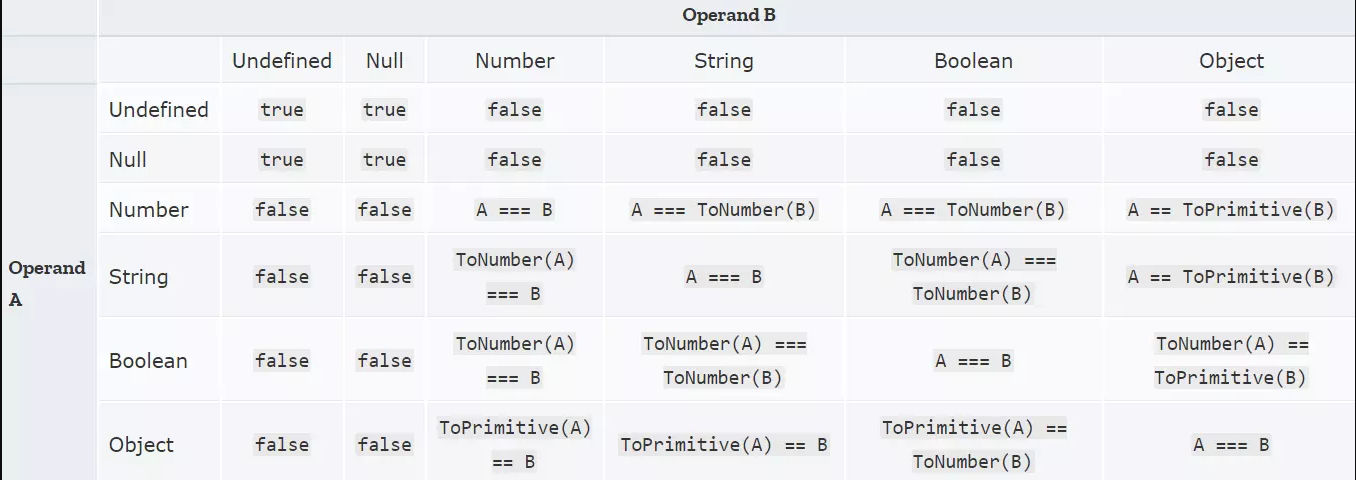 Operand B
Undefined Null Number String Boolean Object
Undefined true true false false false false
Null true true false false false false
Number false false A === B A === ToNumber(B) A === ToNumber(B) A == ToPrimitive(B)
Operand
A
String false false ToNumber(A)
=== B
A === B
ToNumber(A) ===
ToNumber(B)
A == ToPrimitive(B)
Boolean false false ToNumber(A)
=== B
ToNumber(A) ===
ToNumber(B)
A === B
ToNumber(A) ==
ToPrimitive(B)
Object false false ToPrimitive(A)
== B
ToPrimitive(A) == B
ToPrimitive(A) ==
ToNumber(B)
A === B